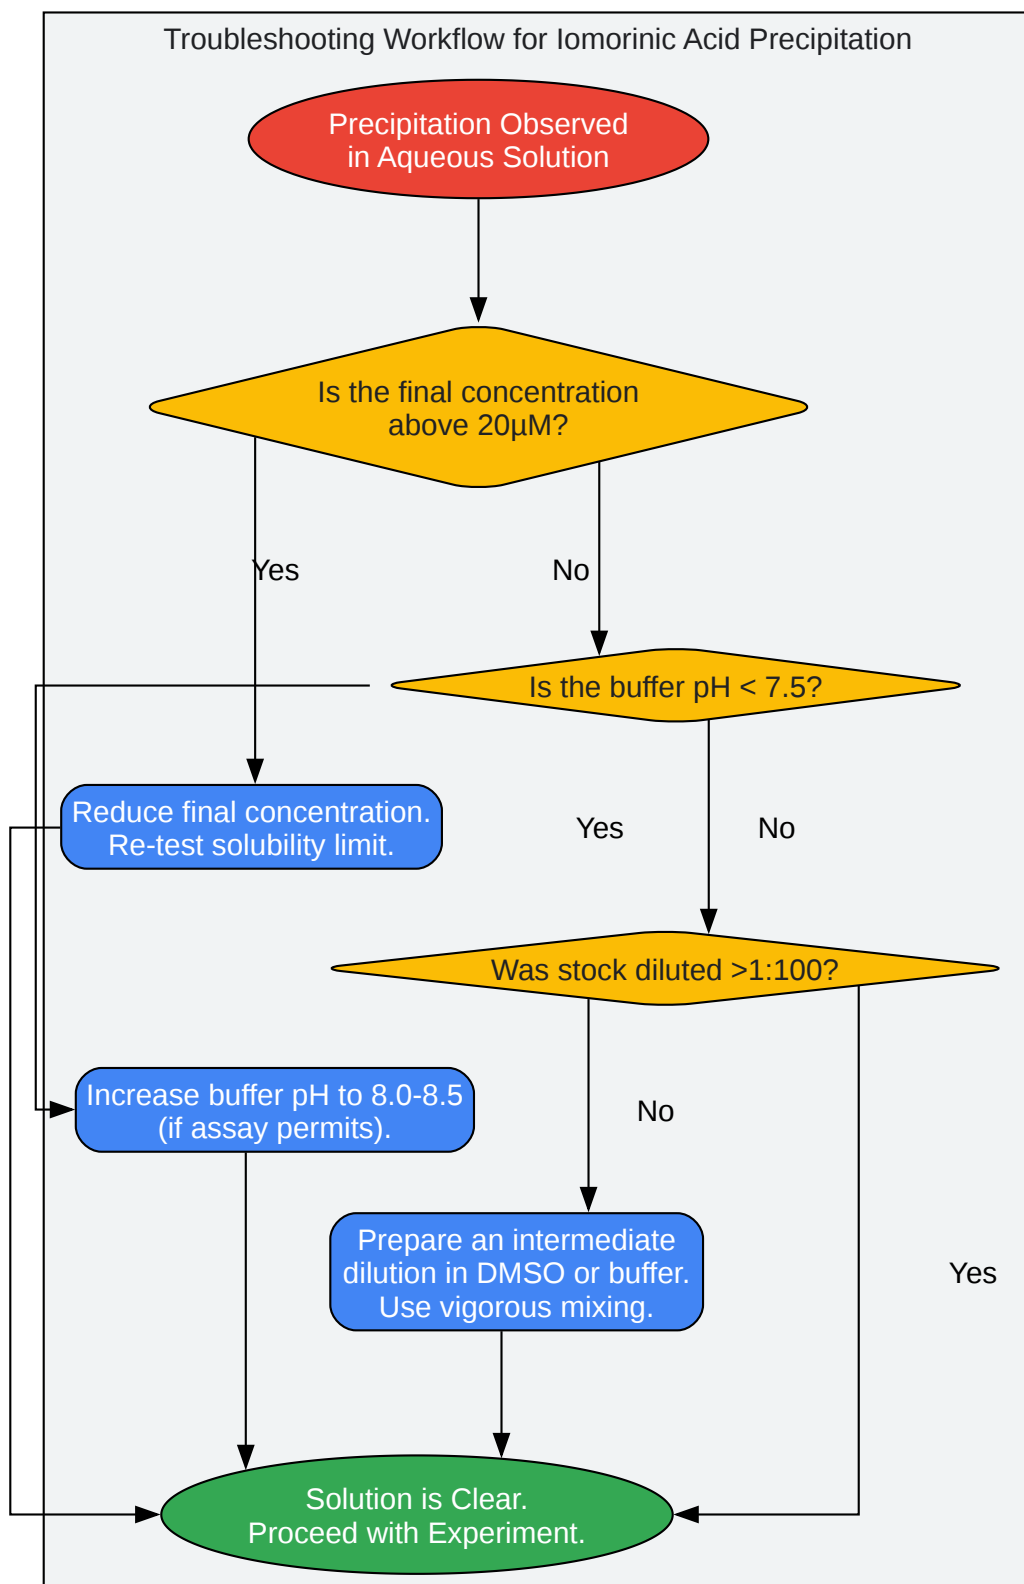 Troubleshooting Workflow for Iomorinic Acid Precipitation
Precipitation Observed
in Aqueous Solution
Is the final concentration
above 20µM?
Yes
No
Is the buffer pH < 7.5?
Reduce final concentration.
Re-test solubility limit.
Yes
No
Was stock diluted >1:100?
Increase buffer pH to 8.0-8.5
(if assay permits).
No
Prepare an intermediate
dilution in DMSO or buffer.
Use vigorous mixing.
Yes
Solution is Clear.
Proceed with Experiment.